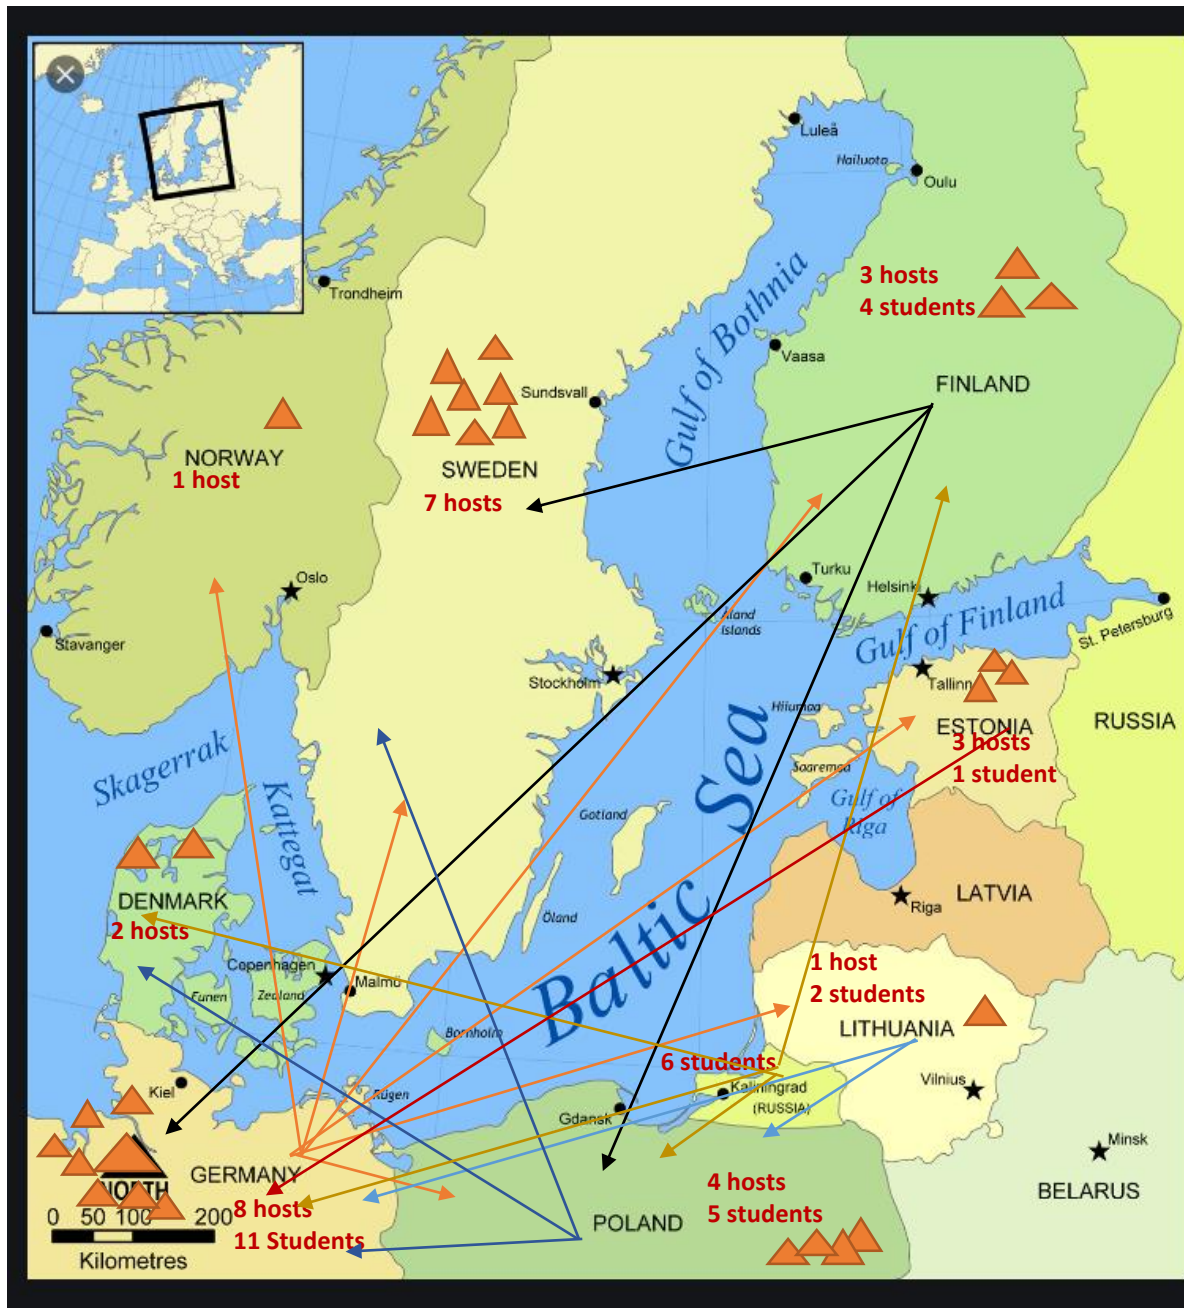 Luleå
Hailuoto
Oulu
3 hosts
4 students
Trondheim
Gulf of Bothnia
Vaasa
FINLAND
Sundsvall
NORWAY
1 host
SWEDEN
7 hosts
Oslo
Turku
Helsinki
Gulf of Finland
Stavanger
Åland
Islands
St. Petersburg
Stockholm
Tallinn
Hiiumaa
ESTONIA
RUSSIA
3 hosts
1 student
Skagerrak
Kattegat
Saaremaa
Gulf of
Riga
Gotland
Baltic Sea
DENMARK
2 hosts
Öland
Riga
LATVIA
Copenhagen
Malmö
Funen
Zealand
1 host
2 students
LITHUANIA
Bornholm
6 students
Kiel
Rügen
Kaliningrad
(RUSSIA)
Vilnius
Gdansk
Minsk
NORTH
GERMANY
8 hosts
11 Students
4 hosts
5 students
POLAND
BELARUS
0 50 100 200
Kilometres